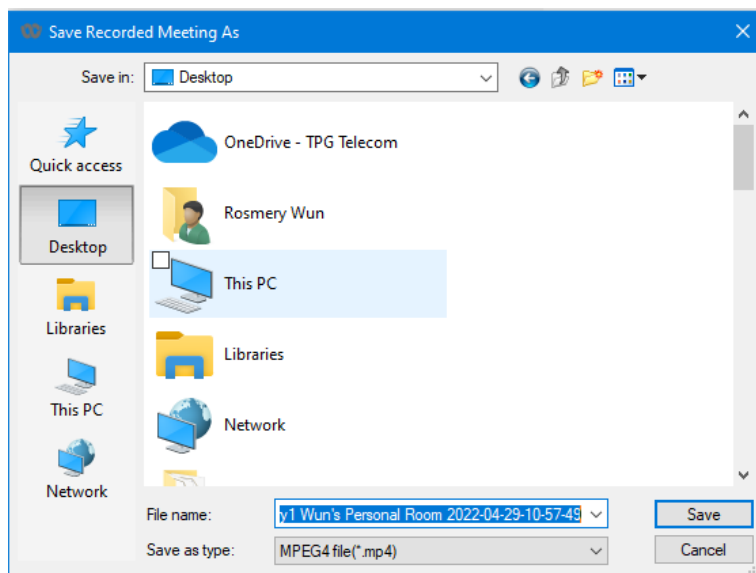 Save Recorded Meeting As
Save in: Desktop
Quick access
Desktop
Libraries
This PC
Network
OneDrive - TPG Telecom
Rosmery Wun
This PC
Libraries
Network
File name: y1 Wun's Personal Room 2022-04-29-10-57-49 Save
Save as type: MPEG4 file(*.mp4) Cancel